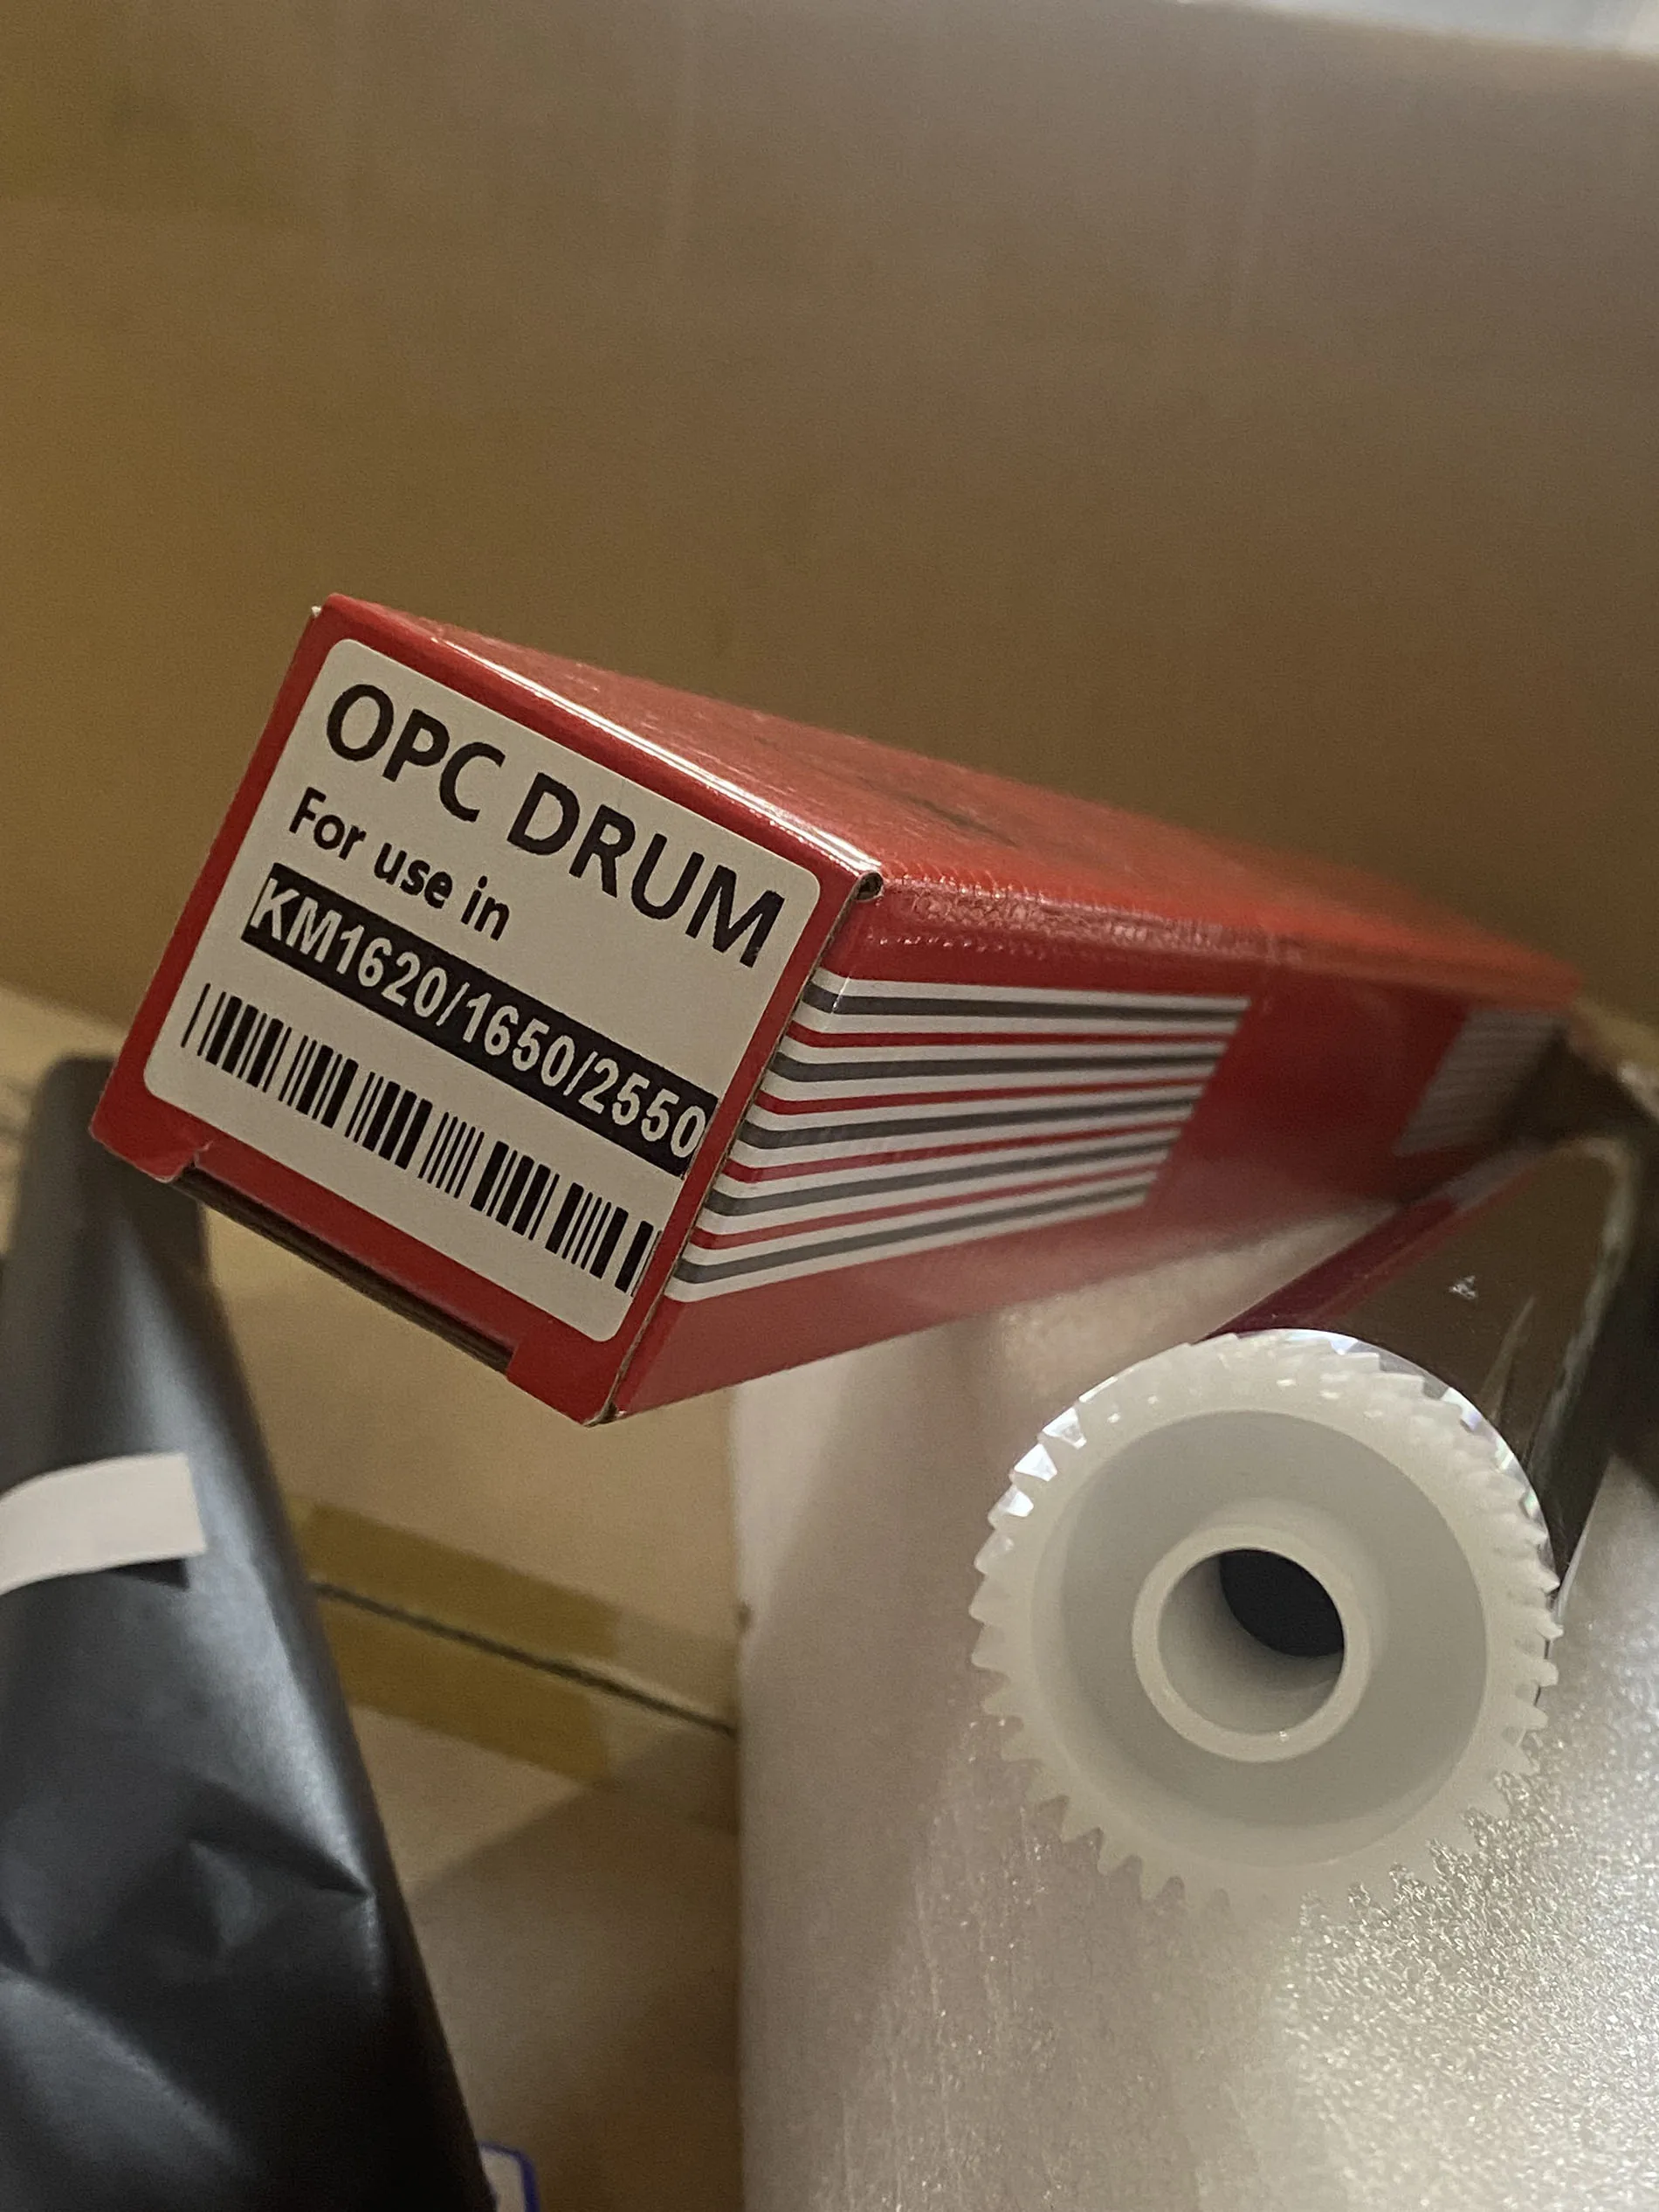 OPC DRUM
For use in
KM1620/1650/2550